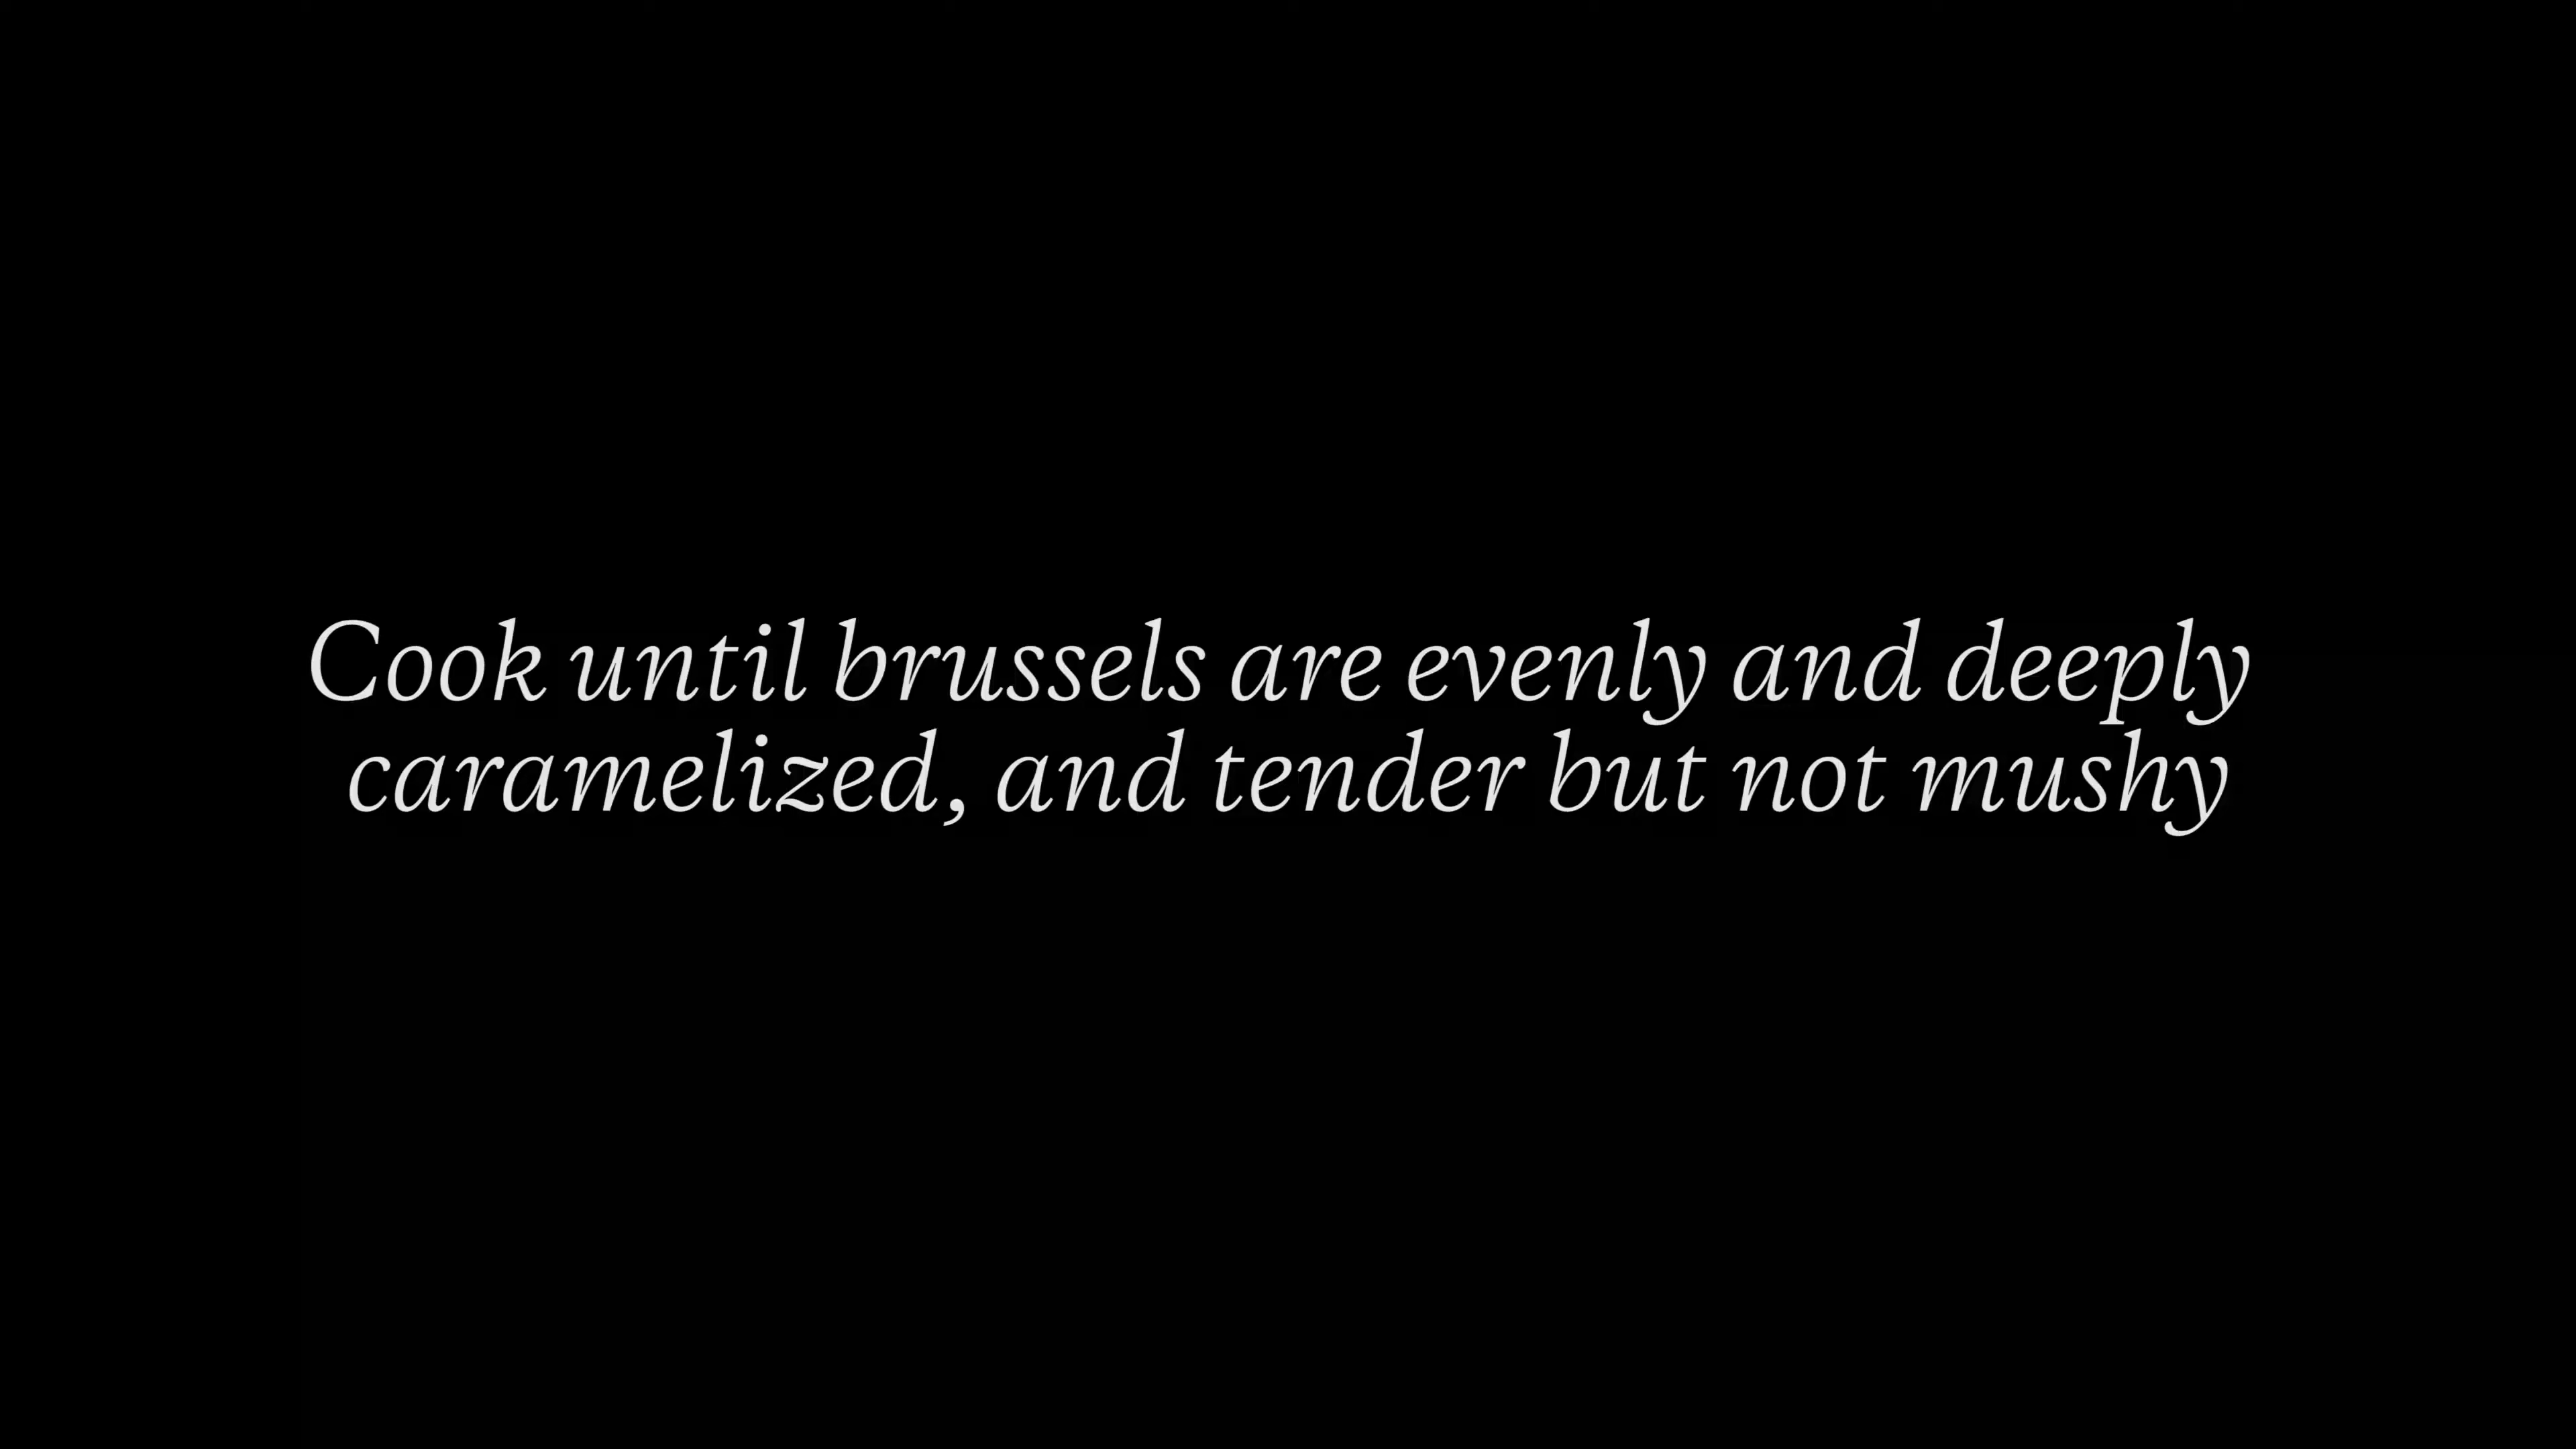 Cook until brussels are evenly and deeply
caramelized, and tender but not mushy